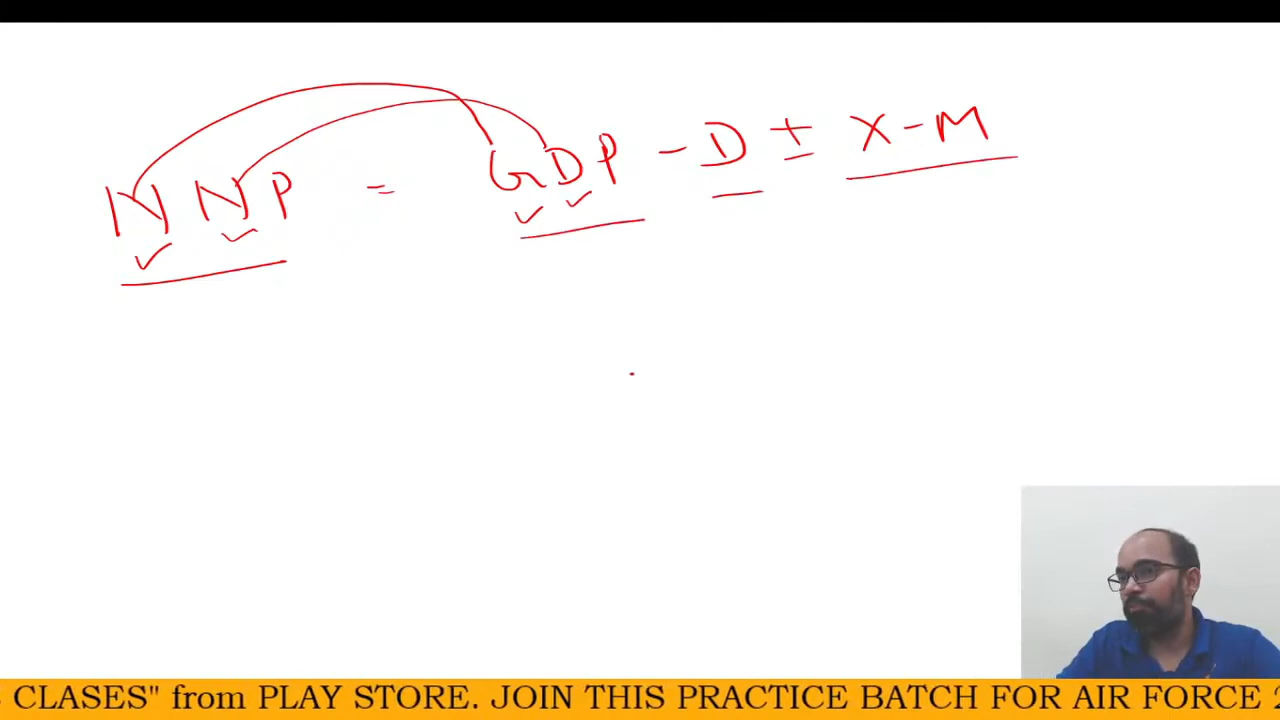 NNP = GDP - D ± X-M
CLASES" from PLAY STORE. JOIN THIS PRACTICE BATCH FOR AIR FORCE